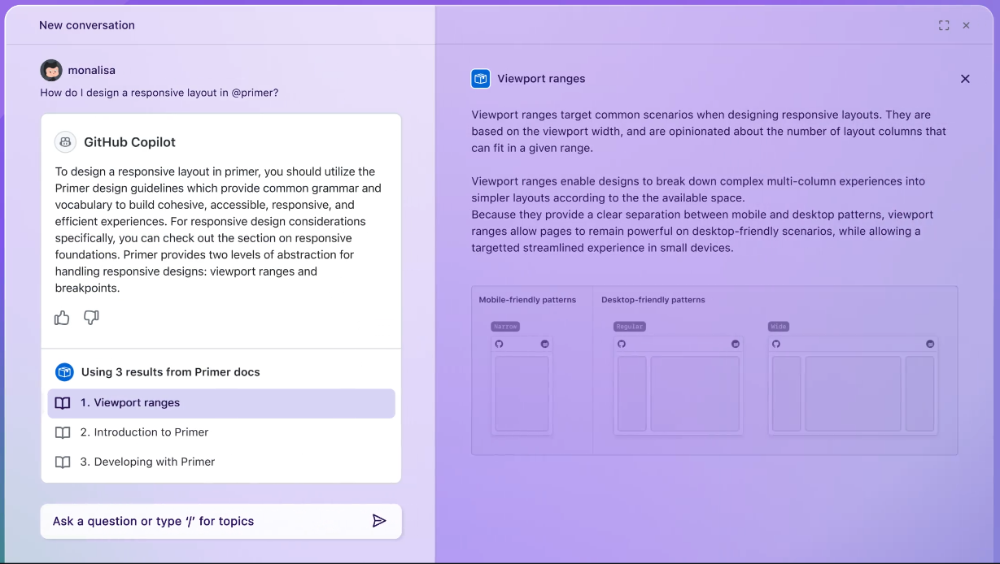 New conversation
monalisa
How do I design a responsive layout in @primer?
GitHub Copilot
To design a responsive layout in primer, you should utilize the
Primer design guidelines which provide common grammar and
vocabulary to build cohesive, accessible, responsive, and
efficient experiences. For responsive design considerations
specifically, you can check out the section on responsive
foundations. Primer provides two levels of abstraction for
handling responsive designs: viewport ranges and
breakpoints.
Using 3 results from Primer docs
1. Viewport ranges
2. Introduction to Primer
3. Developing with Primer
Ask a question or type ‘/’ for topics
Viewport ranges
Viewport ranges target common scenarios when designing responsive layouts. They are
based on the viewport width, and are opinionated about the number of layout columns that
can fit in a given range.
Viewport ranges enable designs to break down complex multi-column experiences into
simpler layouts according to the the available space.
Because they provide a clear separation between mobile and desktop patterns, viewport
ranges allow pages to remain powerful on desktop-friendly scenarios, while allowing a
targetted streamlined experience in small devices.
Mobile-friendly patterns
Desktop-friendly patterns
Narrow
Regular
Wide